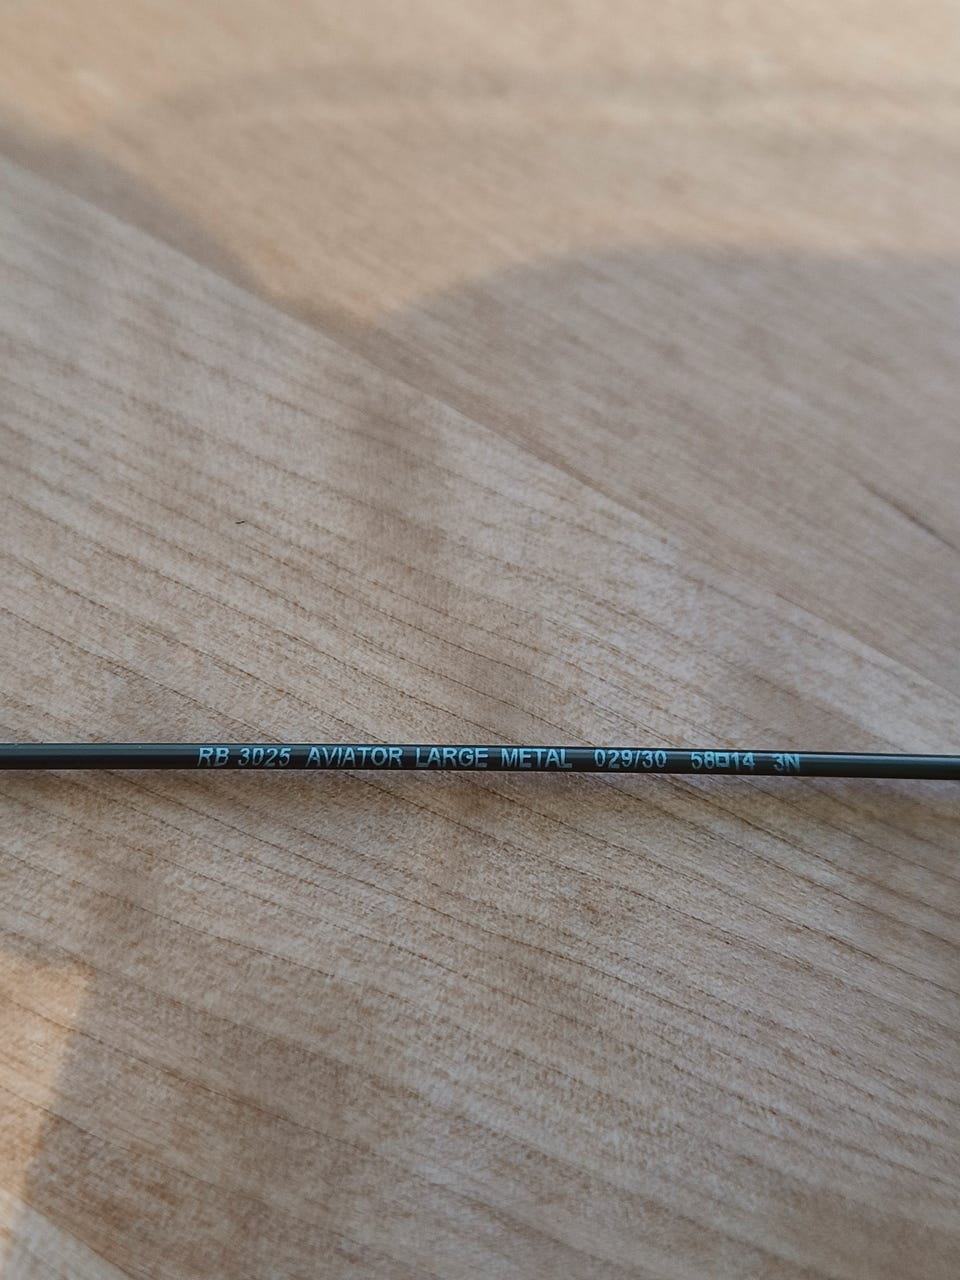 RB 3025 AVIATOR LARGE METAL 029/30 58□14 3N